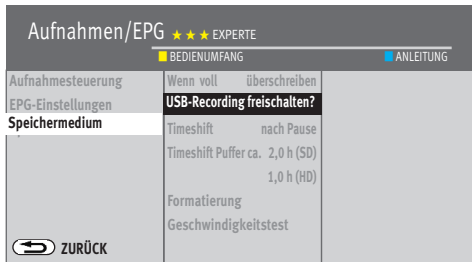 Aufnahmen/EPG ★★★ EXPERTE
BEDIENUMFANG ANLEITUNG
Aufnahmesteuerung
EPG-Einstellungen
Speichermedium
Wenn voll überschreiben
USB-Recording freischalten?
Timeshift nach Pause
Timeshift Puffer ca. 2,0 h (SD)
1,0 h (HD)
Formatierung
Geschwindigkeitstest
ZURÜCK